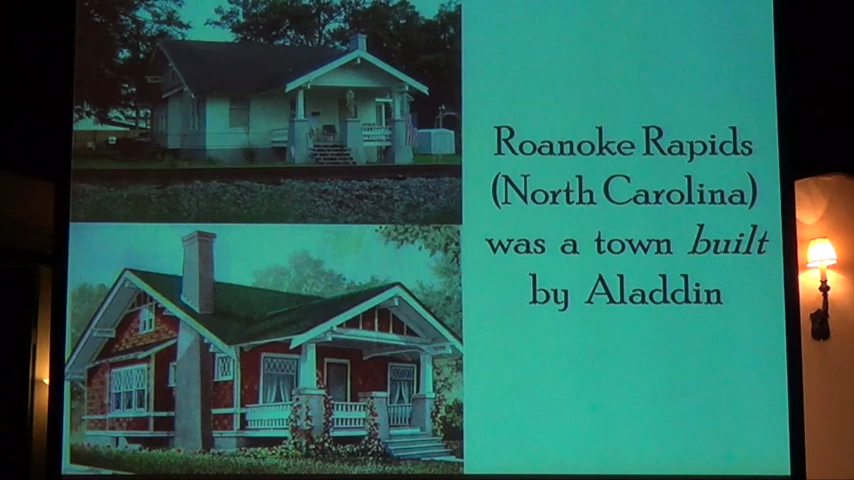 Roanoke Rapids
(North Carolina)
was a town built
by Aladdin